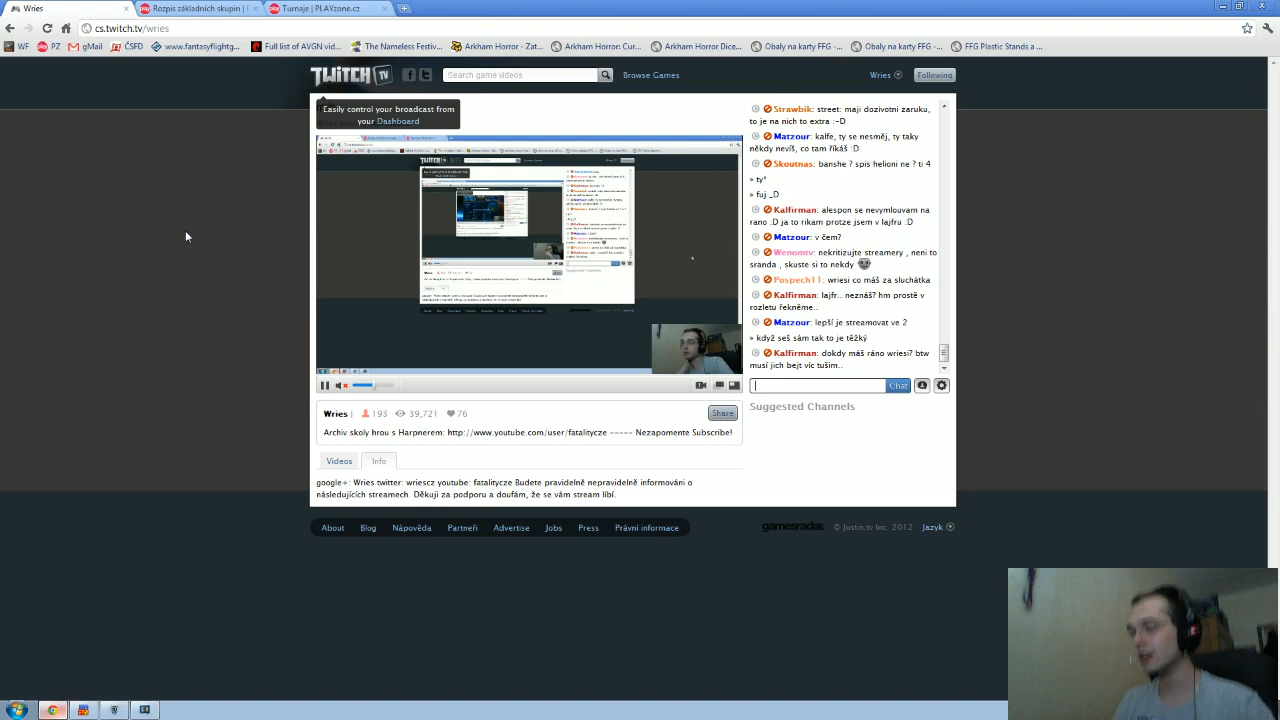 Wries
Rozpis základních skupin | F
Turnaje | PLAYzone.cz
cs.twitch.tv/wries
WF
PZ
gMail
ČSFD
www.fantasyflightg...
Full list of AVGN vid...
The Nameless Festiv...
Arkham Horror - Zat...
Arkham Horror: Cur...
Arkham Horror Dice...
Obaly na karty FFG -...
Obaly na karty FFG -...
FFG Plastic Stands a ...
TWITCH TV
Search game videos
Browse Games
Wries
Following
Easily control your broadcast from
your Dashboard
Strawbik: street: maji dozivotni zaruku,
to je na nich to extra :~D
Matzour: kalfe, ty se nesměj, ty taky
někdy nevíš, co tam říkáš :D
Skoutnas: banshe ? spis helioni ne ? ti 4
» ty*
» fuj _D
Kalfirman: alespon se nevymlouvam na
rano :D ja to rikam protze jsem v lajfru :D
Matzour: v čem?
Wenomtv: nekritizujte streamery , neni to
sranda , skuste si to nekdy
Pospech11: wriesi co máš za sluchátka
Kalfirman: lajfr.. neznáš? hm prostě v
rozletu řekněme..
Matzour: lepší je streamovat ve 2
» když seš sám tak to je těžký
Kalfirman: dokdy máš ráno wriesi? btw
musí jich bejt víc tuším..
Chat
Suggested Channels
Wries |
193
39,721
76
Share
Archiv skoly hrou s Harpnerem: http://www.youtube.com/user/fatalitycze ----- Nezapomente Subscribe!
Videos
Info
google+: Wries twitter: wriescz youtube: fatalitycze Budete pravidelně nepravidelně informováni o
následujících streamech. Děkuji za podporu a doufám, že se vám stream líbí.
About
Blog
Nápověda
Partneři
Advertise
Jobs
Press
Právní informace
gamesradar.
© Justin.tv Inc. 2012
Jazyk